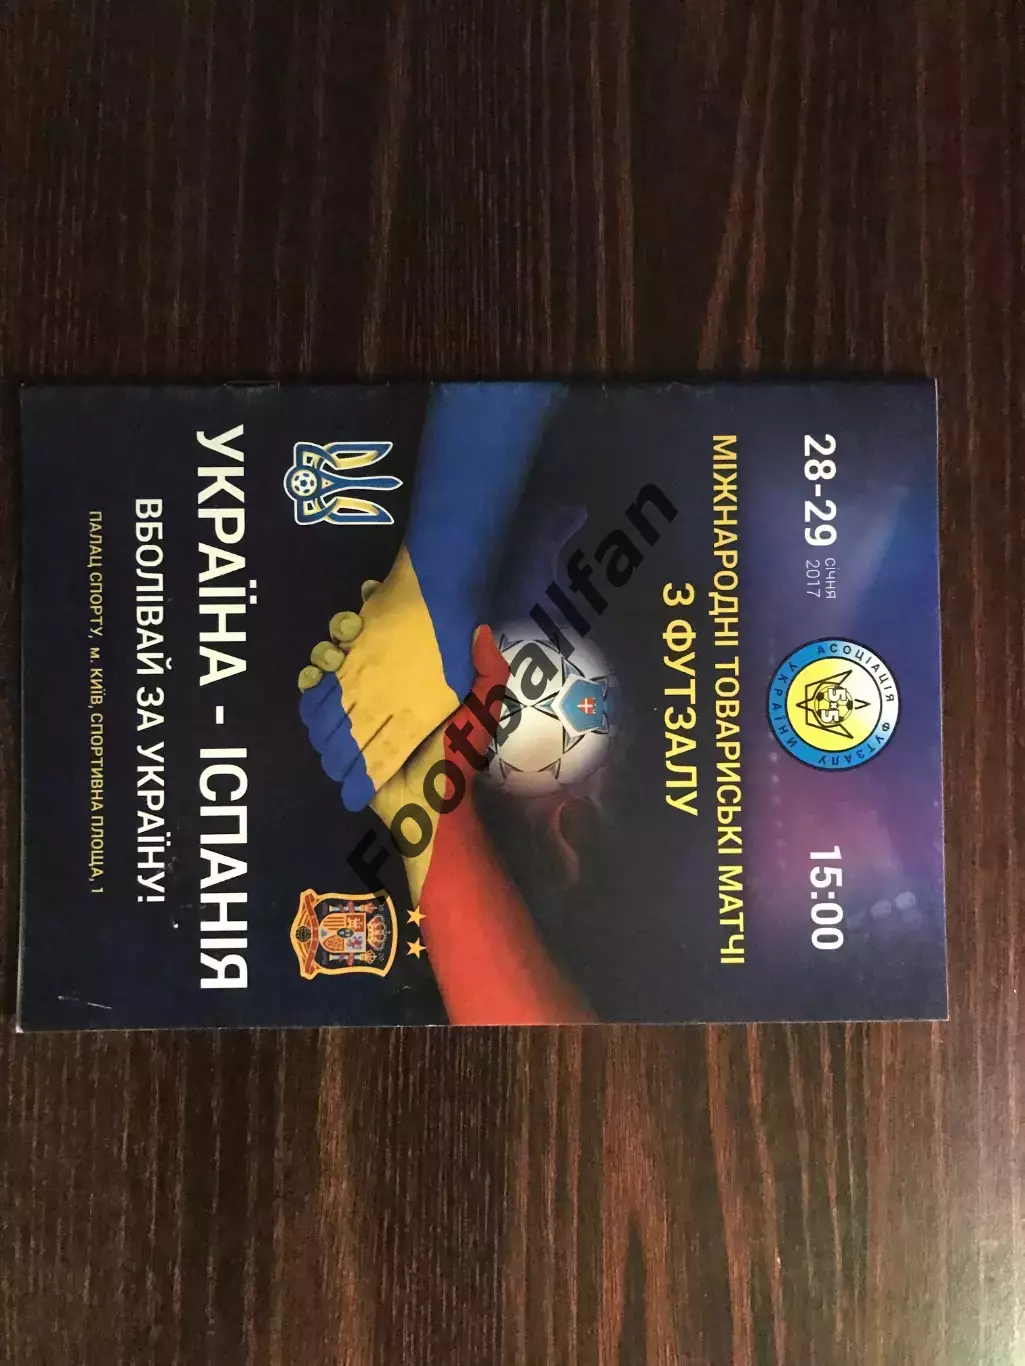 28-29
січня
2017
АСОЦІАЦІЯ ФУТЗАЛУ УКРАЇНИ
5x5
15:00
МІЖНАРОДНІ ТОВАРИСЬКІ МАТЧІ
З ФУТЗАЛУ
Footballfan
УКРАЇНА - ІСПАНІЯ
ВБОЛІВАЙ ЗА УКРАЇНУ!
ПАЛАЦ СПОРТУ, м. КИЇВ, СПОРТИВНА ПЛОЩА, 1